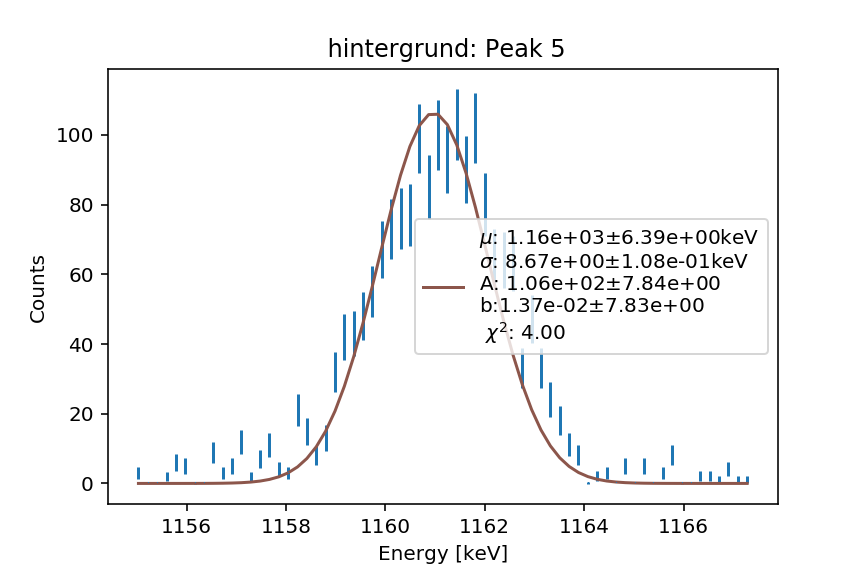 hintergrund: Peak 5
Counts
100
80
60
40
20
0
μ: 1.16e+03±6.39e+00keV
σ: 8.67e+00±1.08e-01keV
A: 1.06e+02±7.84e+00
b:1.37e-02±7.83e+00
χ²: 4.00
1156 1158 1160 1162 1164 1166
Energy [keV]